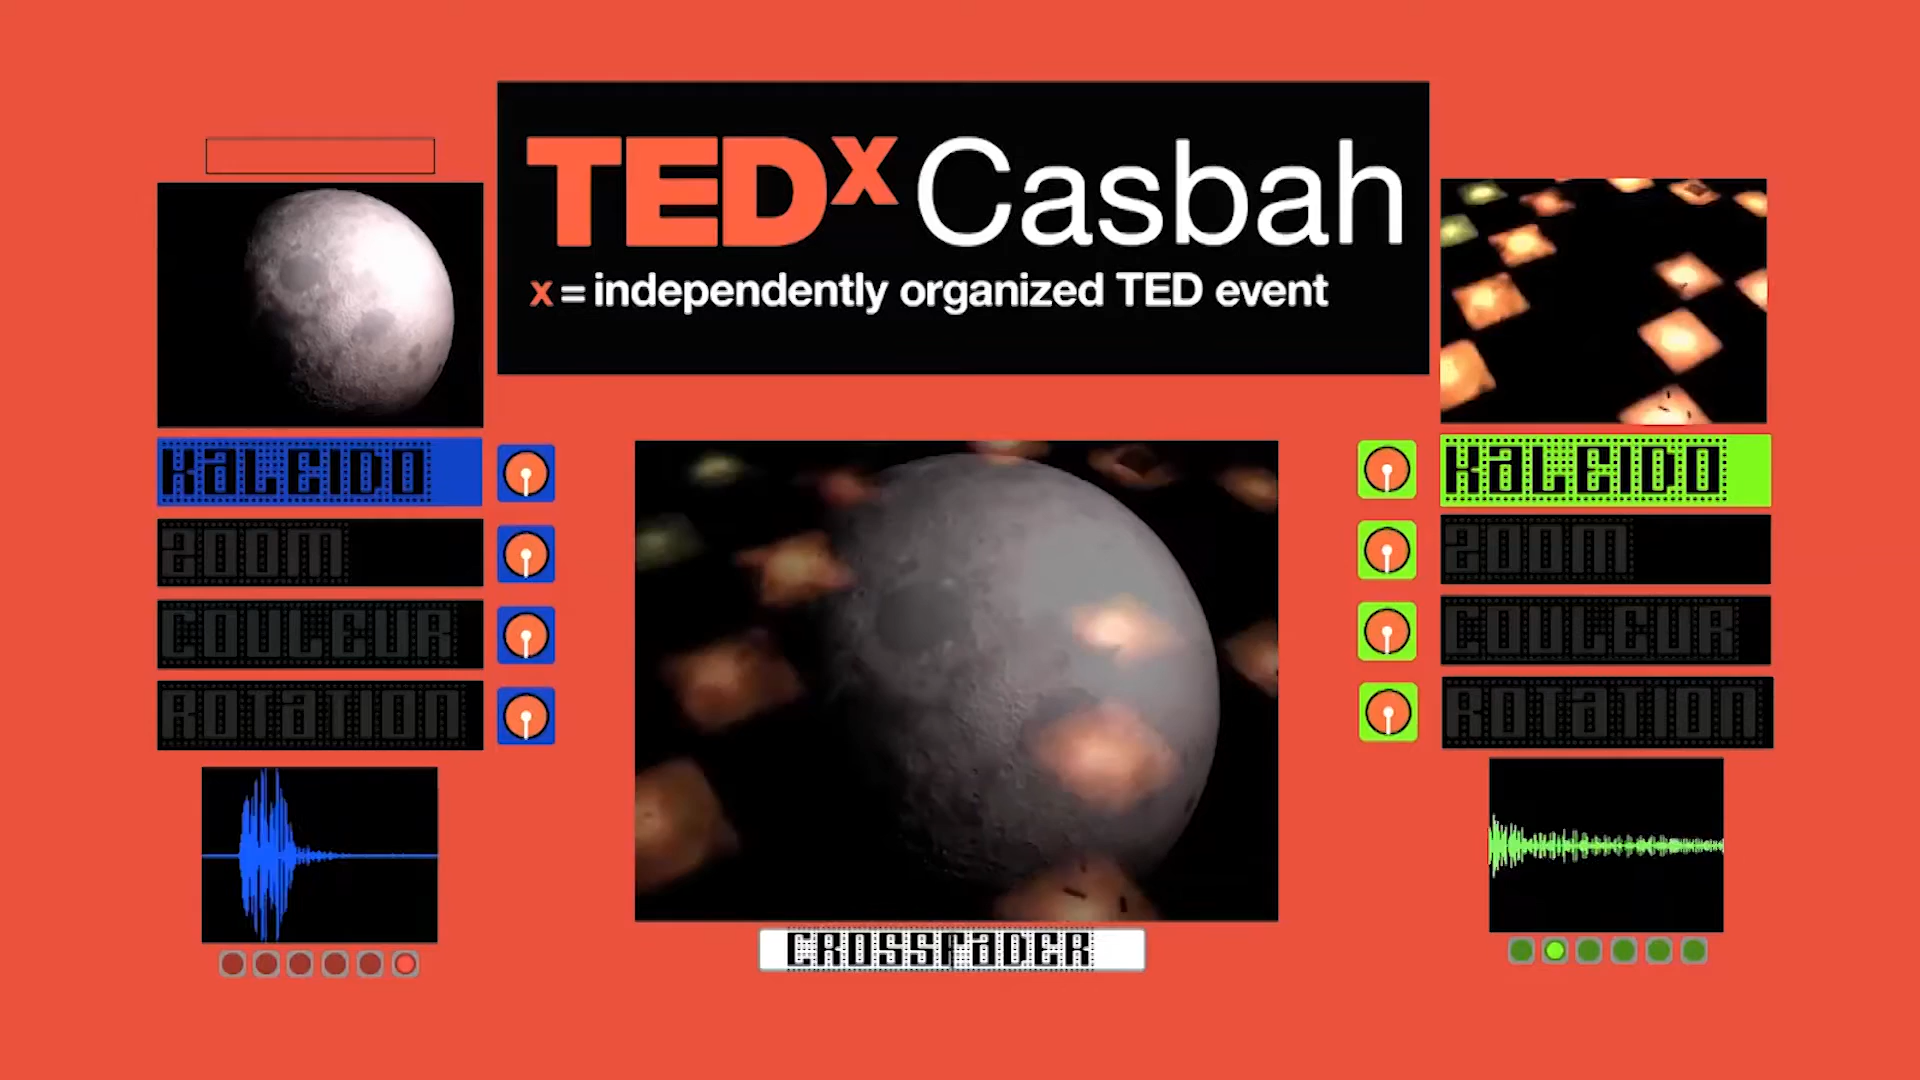 TEDx Casbah
x = independently organized TED event
KALEIDO
ZOOM
COULEUR
ROTATION
KALEIDO
ZOOM
COULEUR
ROTATION
CROSSFADER